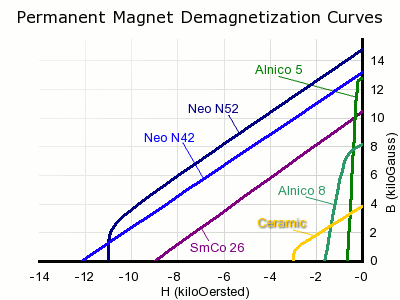 Permanent Magnet Demagnetization Curves
Alnico 5
Neo N52
Neo N42
Alnico 8
Ceramic
SmCo 26
14
12
10
8
6
4
2
0
B (kiloGauss)
-14 -12 -10 -8 -6 -4 -2 -0
H (kiloOersted)